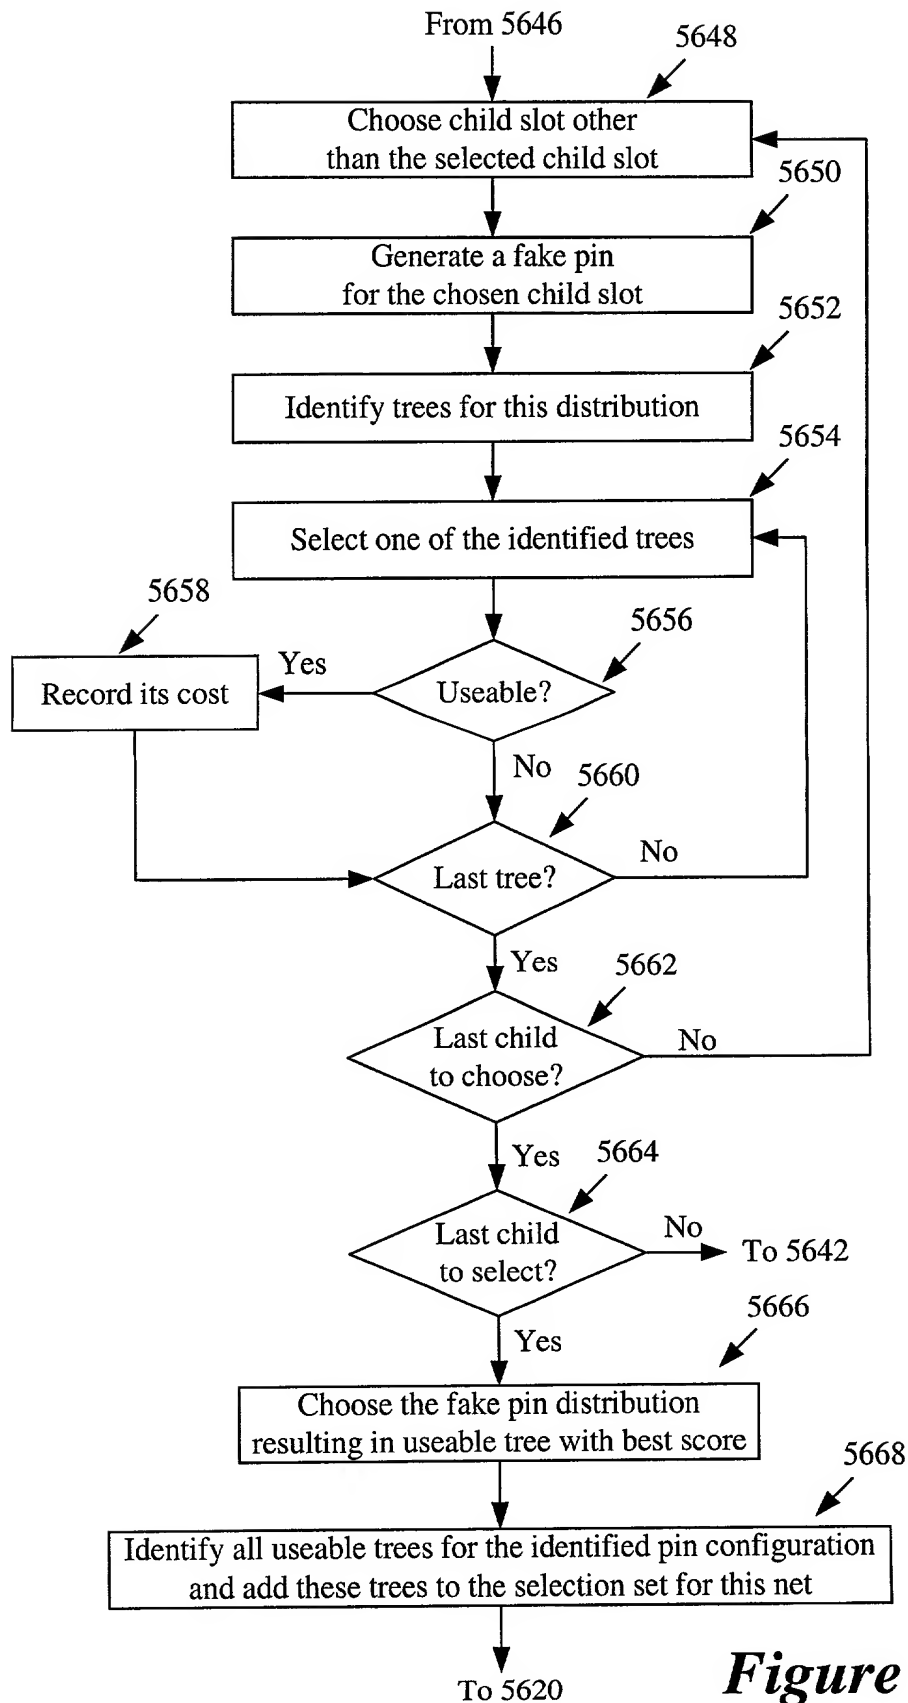 From 5646
5648
Choose child slot other
than the selected child slot
5650
Generate a fake pin
for the chosen child slot
5652
Identify trees for this distribution
5654
Select one of the identified trees
5658
5656
Yes
Record its cost
Useable?
No
5660
Last tree?
No
Yes
5662
Last child
to choose?
No
Yes
5664
Last child
to select?
No
To 5642
5666
Yes
Choose the fake pin distribution
resulting in useable tree with best score
5668
Identify all useable trees for the identified pin configuration
and add these trees to the selection set for this net
To 5620
Figure